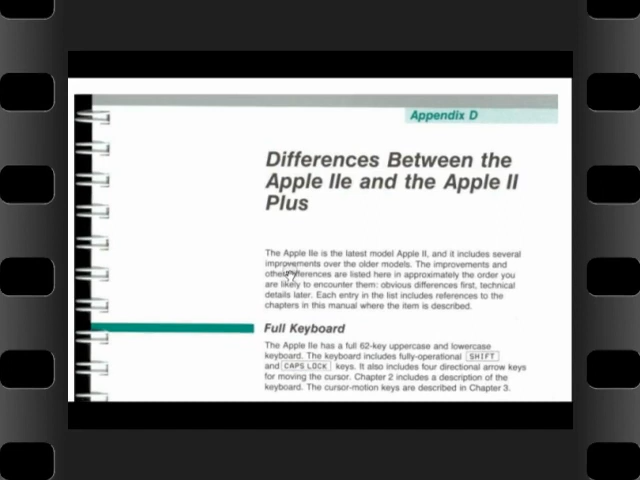 Appendix D
Differences Between the
Apple IIe and the Apple II
Plus
The Apple IIe is the latest model Apple II, and it includes several
improvements over the older models. The improvements and
other differences are listed here in approximately the order you
are likely to encounter them: obvious differences first, technical
details later. Each entry in the list includes references to the
chapters in this manual where the item is described.
Full Keyboard
The Apple IIe has a full 62-key uppercase and lowercase
keyboard. The keyboard includes fully-operational SHIFT
and CAPS LOCK keys. It also includes four directional arrow keys
for moving the cursor. Chapter 2 includes a description of the
keyboard. The cursor-motion keys are described in Chapter 3.